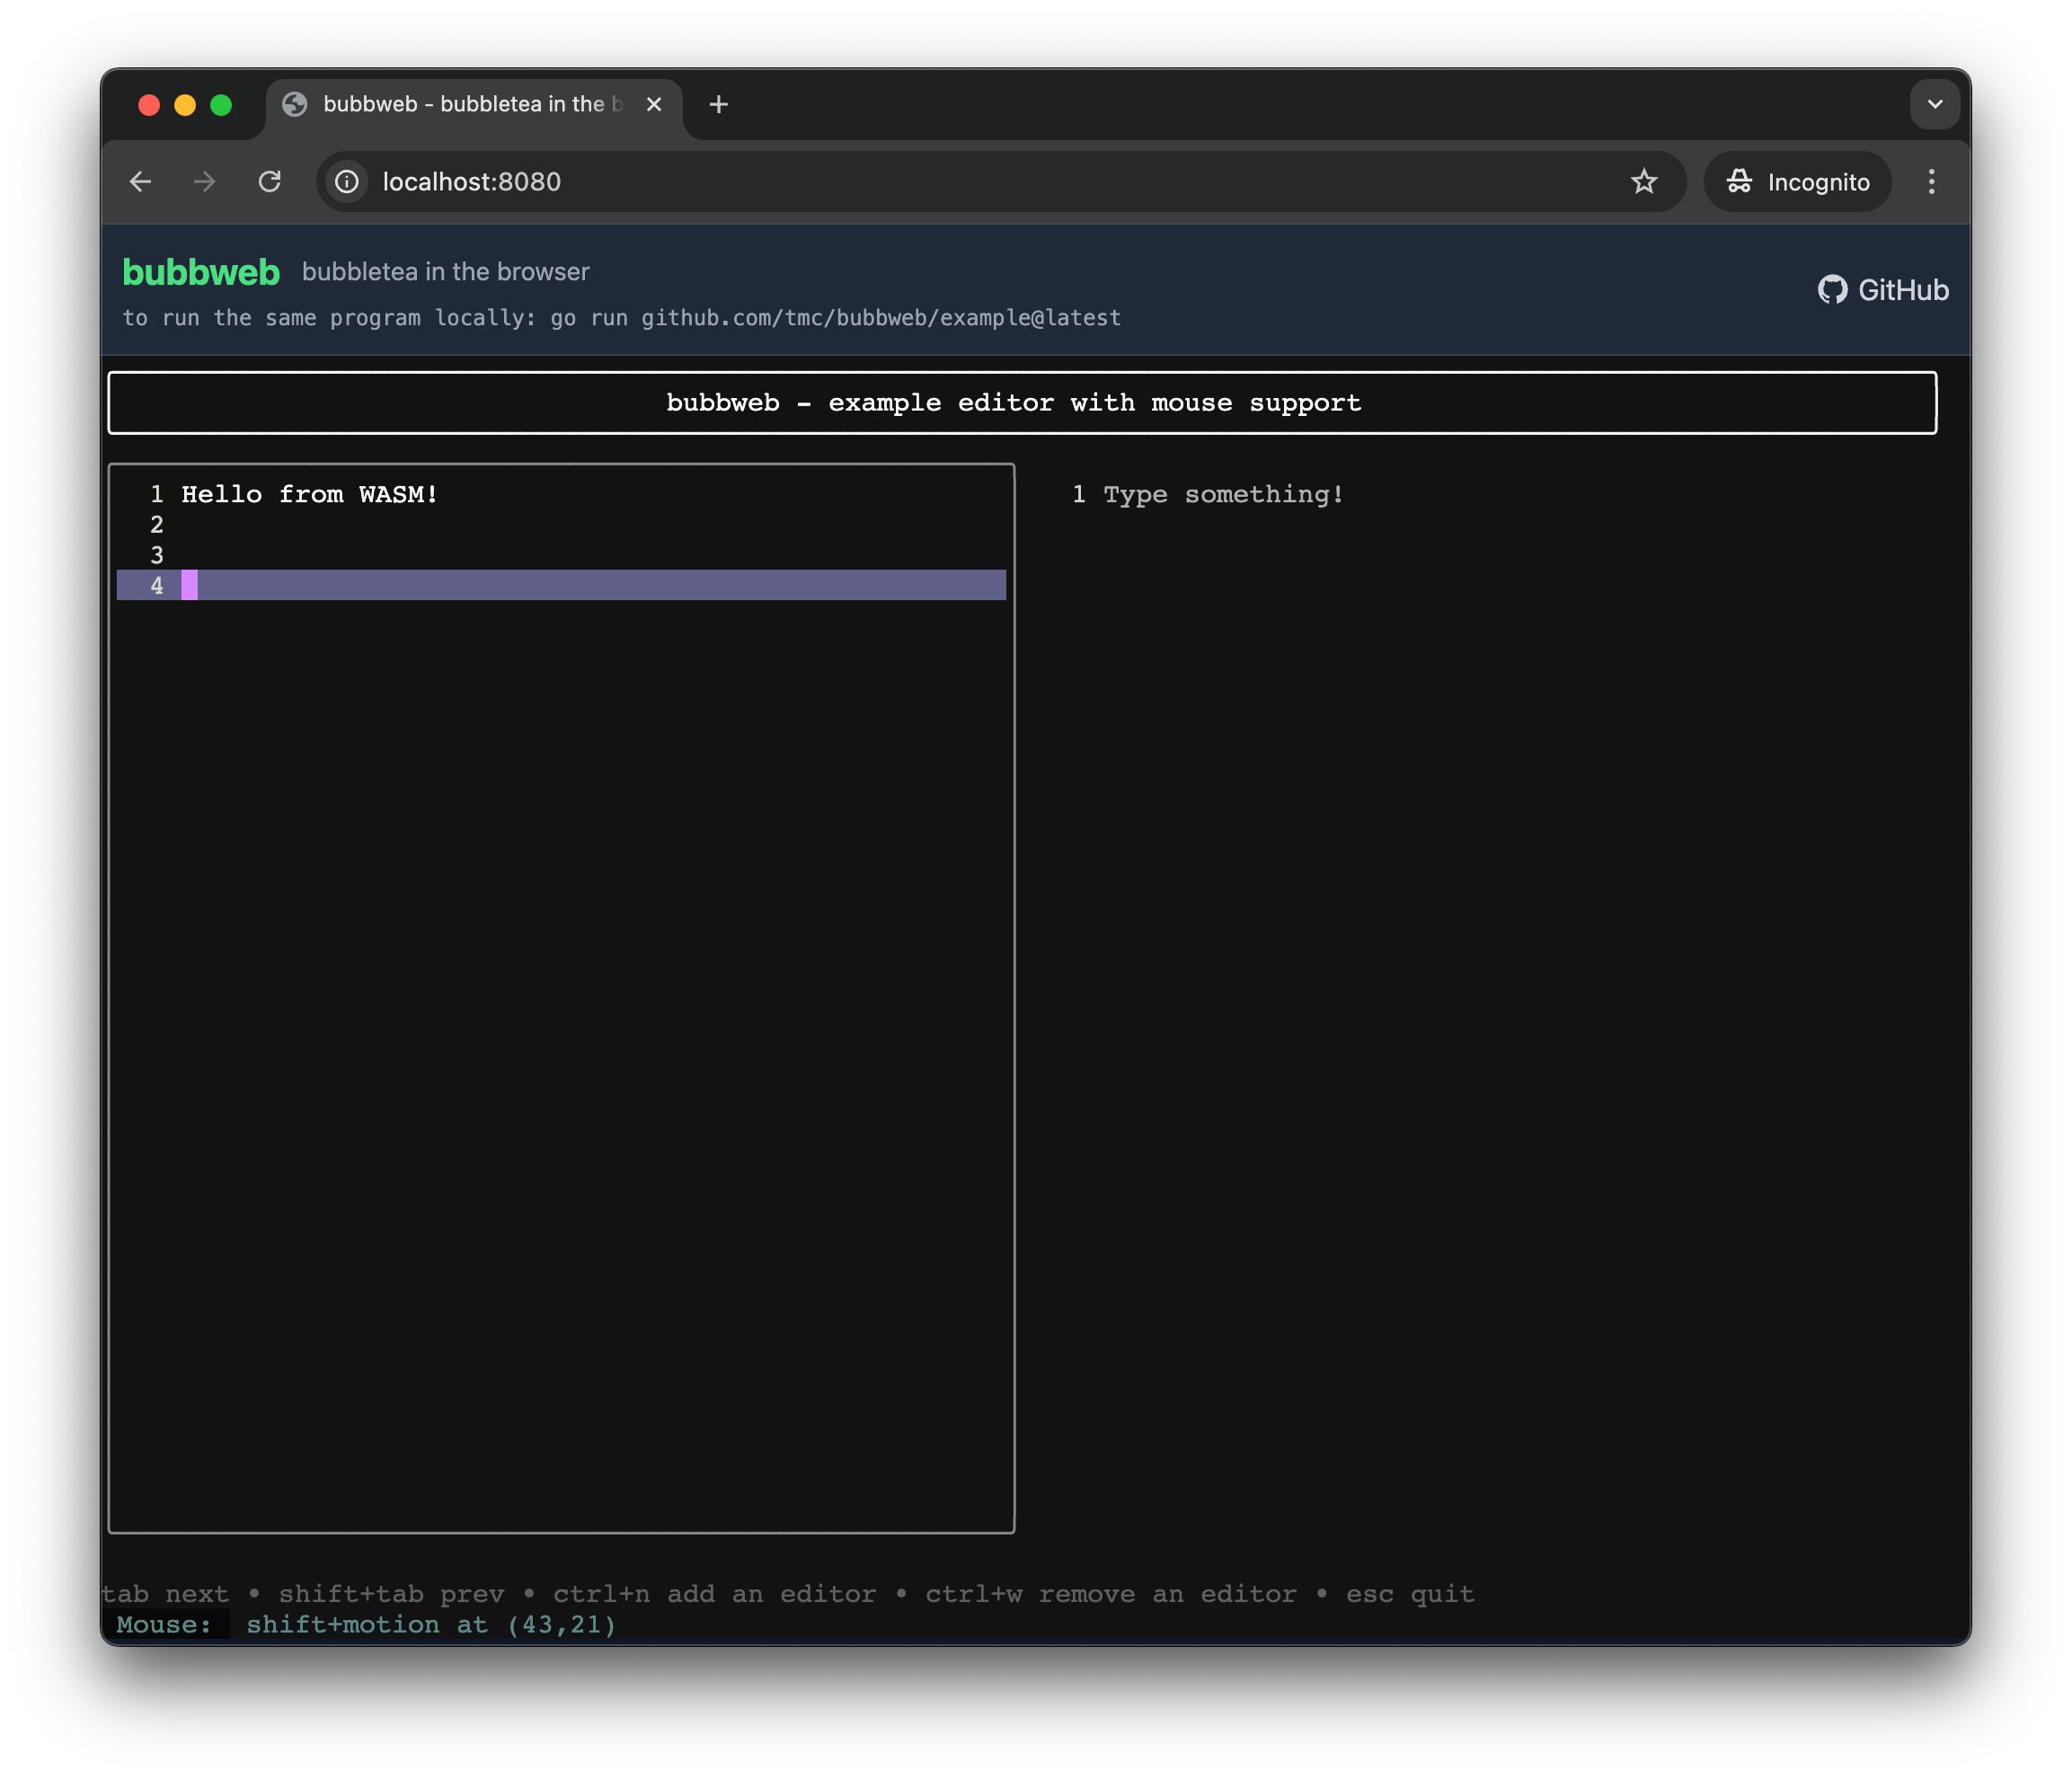 bubbweb - bubbletea in the
localhost:8080
Incognito
bubbweb bubbletea in the browser
GitHub
to run the same program locally: go run github.com/tmc/bubbweb/example@latest
bubbweb - example editor with mouse support
1 Hello from WASM!
2
3
4
1 Type something!
tab next • shift+tab prev • ctrl+n add an editor • ctrl+w remove an editor • esc quit
Mouse: shift+motion at (43,21)